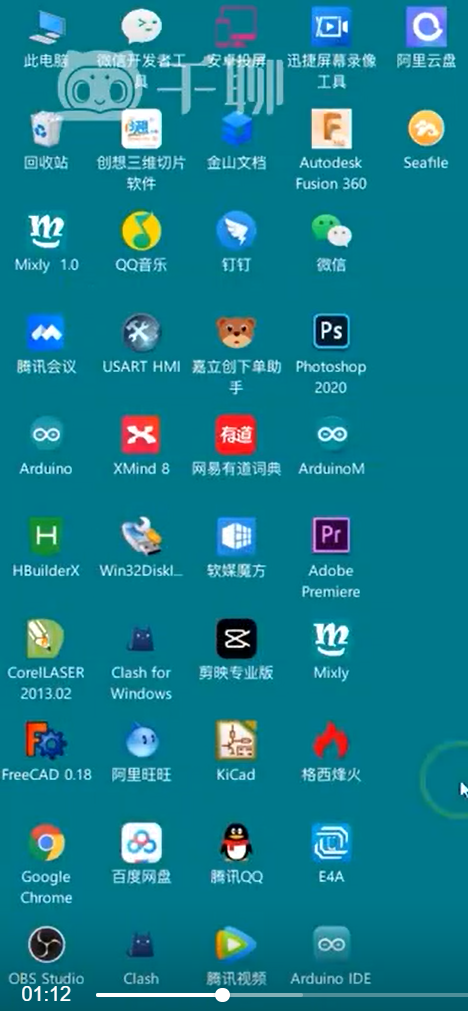 此电脑
微信开发者工
具
安卓投屏
迅捷屏幕录像
工具
阿里云盘
千聊
回收站
创想三维切片
软件
金山文档
Autodesk
Fusion 360
Seafile
Mixly 1.0
QQ音乐
钉钉
微信
腾讯会议
USART HMI
嘉立创下单助
手
Ps
Photoshop
2020
Arduino
XMind 8
有道
网易有道词典
ArduinoM
H
HBuilderX
Win32DiskI...
软媒魔方
Pr
Adobe
Premiere
CorelLASER
2013.02
Clash for
Windows
剪映专业版
Mixly
FreeCAD 0.18
阿里旺旺
KiCad
格西烽火
Google
Chrome
百度网盘
腾讯QQ
E4A
OBS Studio
Clash
腾讯视频
Arduino IDE
01:12